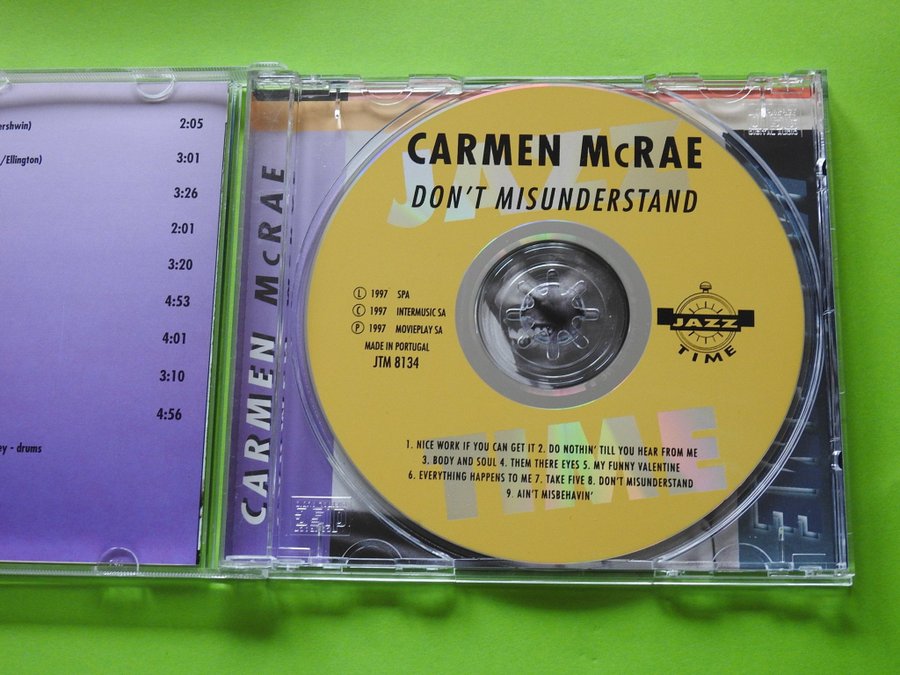 ershwin)
2:05
/Ellington)
3:01
3:26
2:01
3:20
4:53
4:01
3:10
4:56
ey - drums
CARMEN McRAE
JAZZ
CARMEN McRAE
DON'T MISUNDERSTAND
Ⓛ 1997 SPA
Ⓒ 1997 INTERMUSIC SA
Ⓟ 1997 MOVIEPLAY SA
MADE IN PORTUGAL
JTM 8134
JAZZ
TIME
TIME
1. NICE WORK IF YOU CAN GET IT 2. DO NOTHIN' TILL YOU HEAR FROM ME
3. BODY AND SOUL 4. THEM THERE EYES 5. MY FUNNY VALENTINE
6. EVERYTHING HAPPENS TO ME 7. TAKE FIVE 8. DON'T MISUNDERSTAND
9. AIN'T MISBEHAVIN'
DIGITAL AUDIO